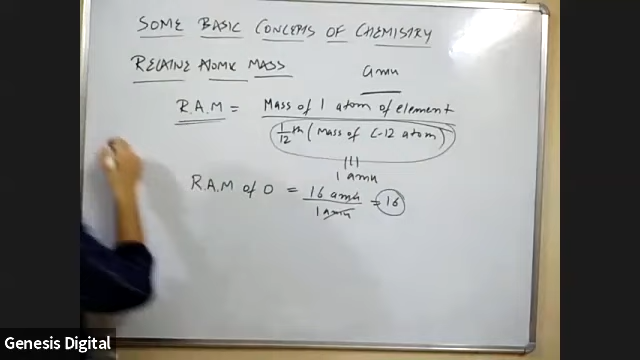 SOME BASIC CONCEPTS OF CHEMISTRY
RELATIVE ATOMIC MASS
amu
R.A.M = Mass of 1 atom of element
1/12 th (Mass of C-12 atom)
1 amu
R.A.M of O = 16 amu / 1 amu = 16
Genesis Digital